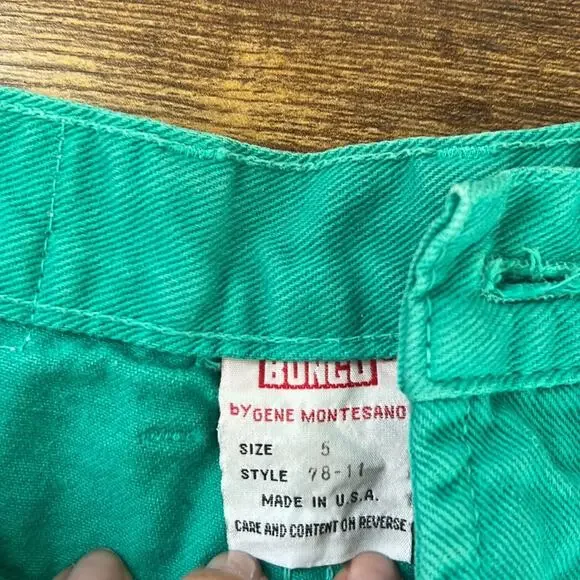 BONGO
by GENE MONTESANO
SIZE 5
STYLE 78-11
MADE IN U.S.A.
CARE AND CONTENT ON REVERSE